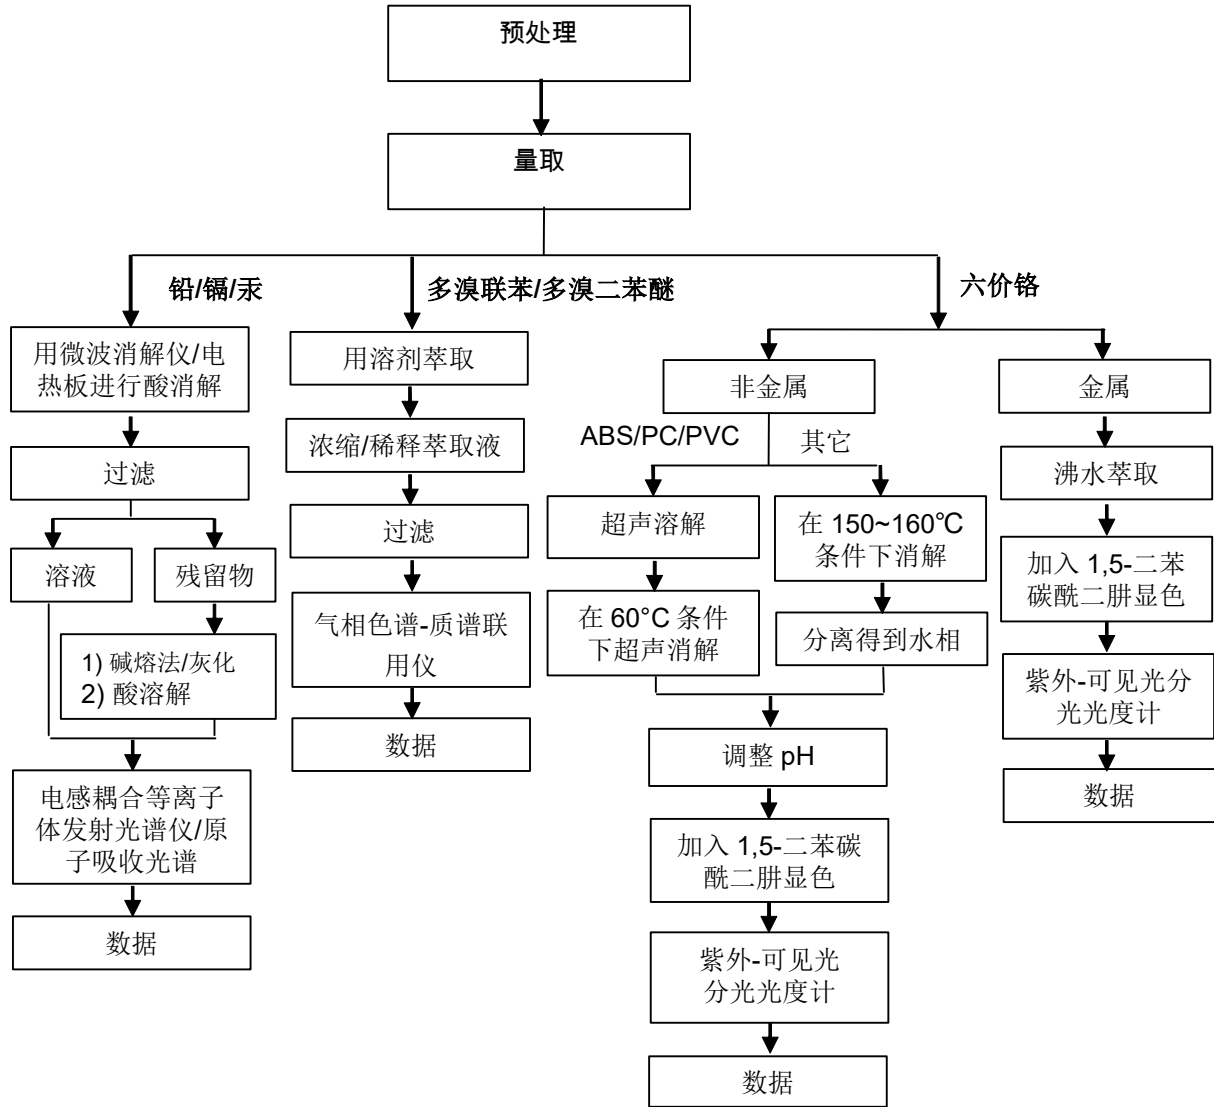 预处理
量取
铅/镉/汞
多溴联苯/多溴二苯醚
六价铬
用微波消解仪/电
热板进行酸消解
过滤
溶液
残留物
1) 碱熔法/灰化
2) 酸溶解
电感耦合等离子
体发射光谱仪/原
子吸收光谱
数据
用溶剂萃取
浓缩/稀释萃取液
过滤
气相色谱-质谱联
用仪
数据
非金属
ABS/PC/PVC
其它
超声溶解
在 60°C 条件
下超声消解
在 150~160℃
条件下消解
分离得到水相
调整 pH
加入 1,5-二苯碳
酰二肼显色
紫外-可见光
分光光度计
数据
金属
沸水萃取
加入 1,5-二苯
碳酰二肼显色
紫外-可见光分
光光度计
数据